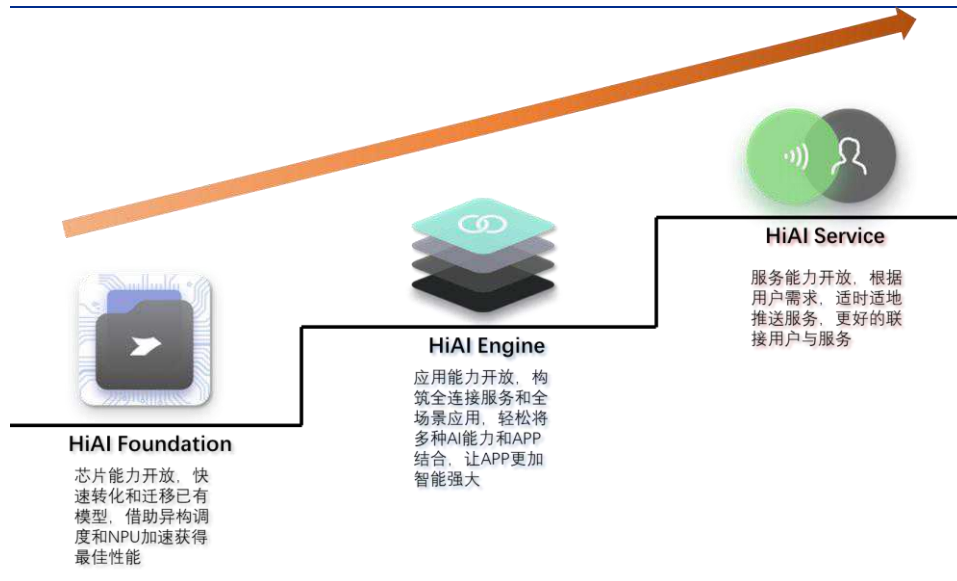 HiAI Foundation
芯片能力开放，快
速转化和迁移已有
模型，借助异构调
度和NPU加速获得
最佳性能
HiAI Engine
应用能力开放，构
筑全连接服务和全
场景应用，轻松将
多种AI能力和APP
结合，让APP更加
智能强大
HiAI Service
服务能力开放，根据
用户需求，适时适地
推送服务，更好的联
接用户与服务